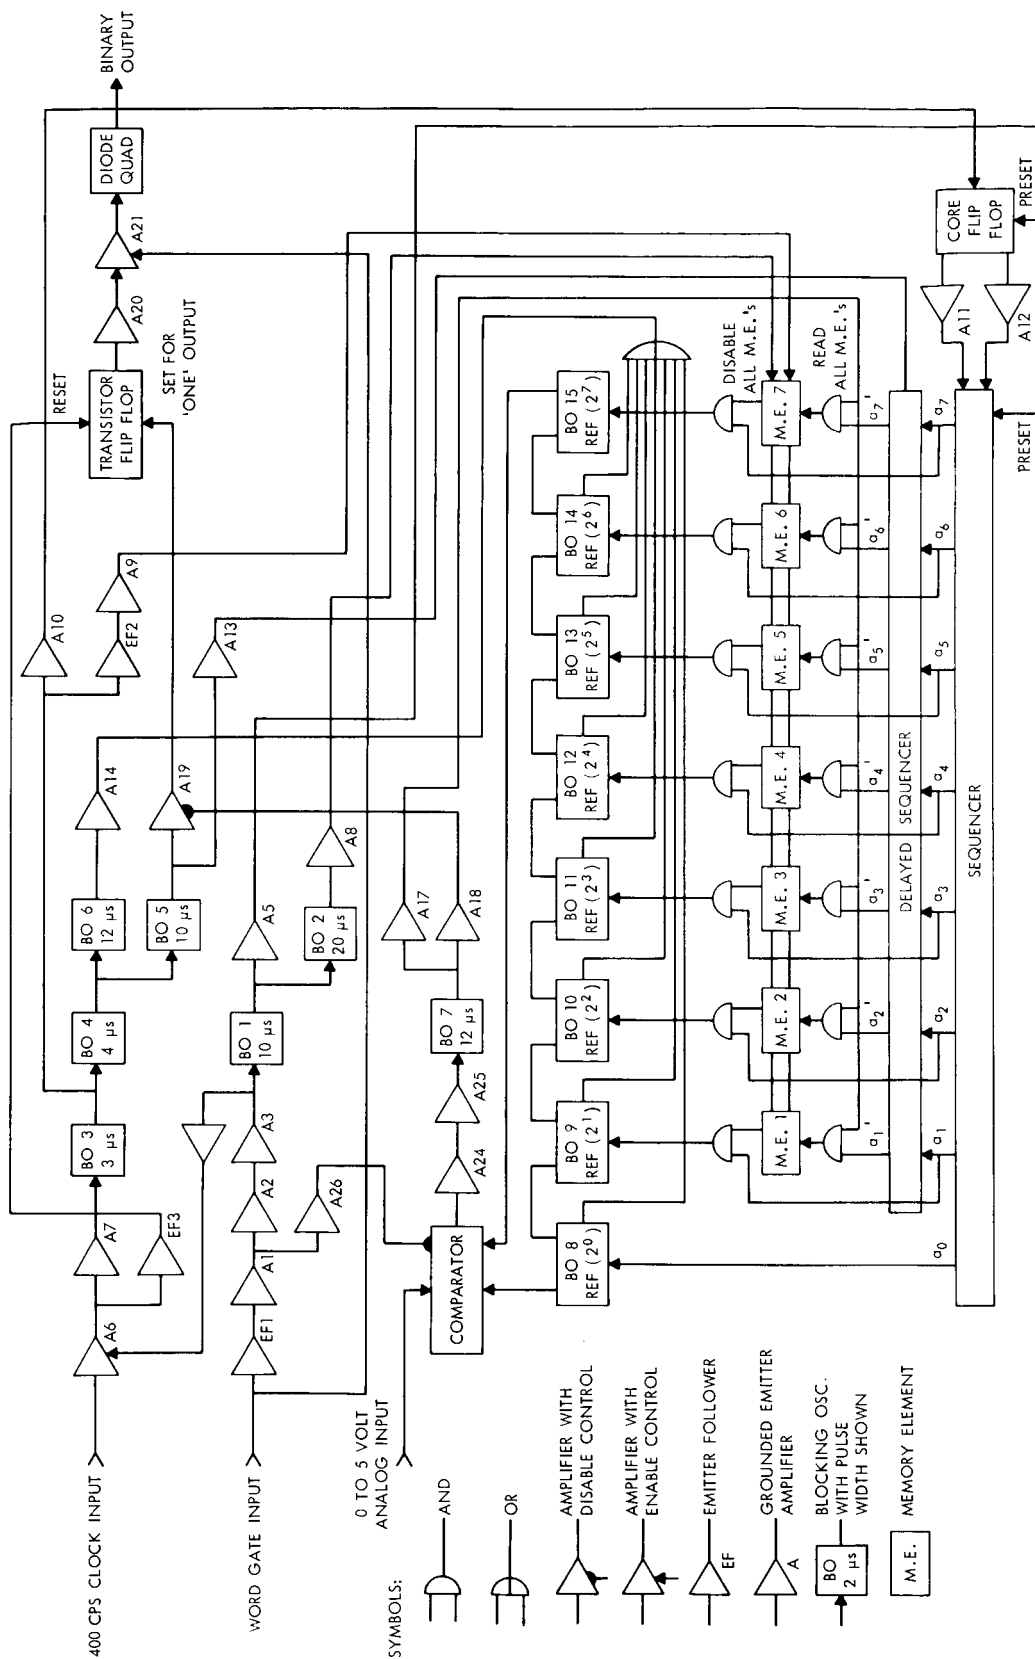 400 CPS CLOCK INPUT
A6
A7
EF3
BO 3
3 µs
BO 4
4 µs
BO 6
12 µs
BO 5
10 µs
A14
A19
A10
EF2
A9
A13
RESET
TRANSISTOR
FLIP FLOP
SET FOR
'ONE' OUTPUT
A20
A21
DIODE
QUAD
BINARY
OUTPUT
WORD GATE INPUT
EF1
A1
A2
A3
A26
BO 1
10 µs
A5
BO 2
20 µs
A8
0 TO 5 VOLT
ANALOG INPUT
COMPARATOR
A24
A25
BO 7
12 µs
A17
A18
BO 8
REF (2⁰)
BO 9
REF (2¹)
BO 10
REF (2²)
BO 11
REF (2³)
BO 12
REF (2⁴)
BO 13
REF (2⁵)
BO 14
REF (2⁶)
BO 15
REF (2⁷)
DISABLE
ALL M.E.'s
M.E. 1
M.E. 2
M.E. 3
M.E. 4
M.E. 5
M.E. 6
M.E. 7
READ
ALL M.E.'s
a₁'
a₂'
a₃'
a₄'
a₅'
a₆'
a₇'
DELAYED SEQUENCER
a₀
a₁
a₂
a₃
a₄
a₅
a₆
a₇
SEQUENCER
PRESET
A11
A12
CORE
FLIP
FLOP
PRESET
SYMBOLS:
AND
OR
AMPLIFIER WITH
DISABLE CONTROL
AMPLIFIER WITH
ENABLE CONTROL
EF
EMITTER FOLLOWER
A
GROUNDED EMITTER
AMPLIFIER
BO
2 µs
BLOCKING OSC.
WITH PULSE
WIDTH SHOWN
M.E.
MEMORY ELEMENT